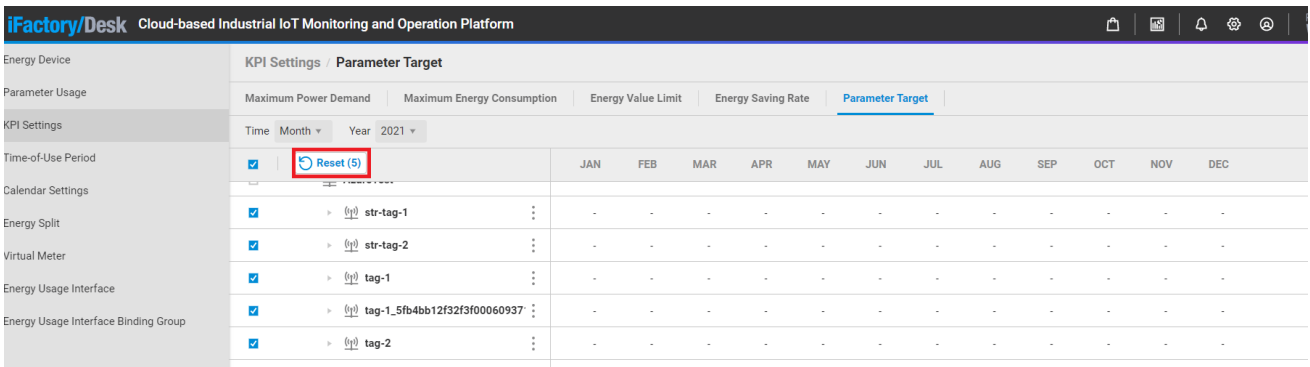 iFactory/Desk Cloud-based Industrial IoT Monitoring and Operation Platform
Energy Device
Parameter Usage
KPI Settings
Time-of-Use Period
Calendar Settings
Energy Split
Virtual Meter
Energy Usage Interface
Energy Usage Interface Binding Group
KPI Settings / Parameter Target
Maximum Power Demand Maximum Energy Consumption Energy Value Limit Energy Saving Rate Parameter Target
Time Month Year 2021
Reset (5) JAN FEB MAR APR MAY JUN JUL AUG SEP OCT NOV DEC
str-tag-1 - - - - - - - - - - - -
str-tag-2 - - - - - - - - - - - -
tag-1 - - - - - - - - - - - -
tag-1_5fb4bb12f32f3f00060937 - - - - - - - - - - - -
tag-2 - - - - - - - - - - - -